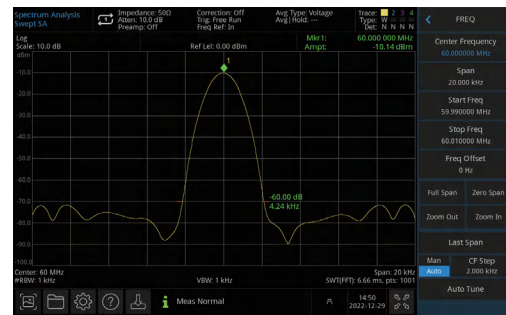 Spectrum Analysis
Swept SA
Impedance: 50Ω
Atten: 10.0 dB
Preamp: Off
Correction: Off
Trig: Free Run
Freq Ref: In
Avg Type: Voltage
Avg|Hold: ---
Trace: 1 2 3 4
Type: W W W W
Det: N N N N
Log
Scale: 10.0 dB
Ref Lel: 0.00 dBm
Mkr1: 60.000 000 MHz
Ampt: -10.14 dBm
dBm
1
-10.0
-20.0
-30.0
-40.0
-50.0
-60.0
-70.0
-80.0
-90.0
-100.0
-60.00 dB
4.24 kHz
Center: 60 MHz
Span: 20 kHz
#RBW: 1 kHz
VBW: 1 kHz
SWT(FFT): 6.66 ms, pts: 1001
Meas Normal
14:50
2022-12-29
FREQ
Center Frequency
60.000000 MHz
Span
20.000 kHz
Start Freq
59.990000 MHz
Stop Freq
60.010000 MHz
Freq Offset
0 Hz
Full Span
Zero Span
Zoom Out
Zoom In
Last Span
Man
Auto
CF Step
2.000 kHz
Auto Tune